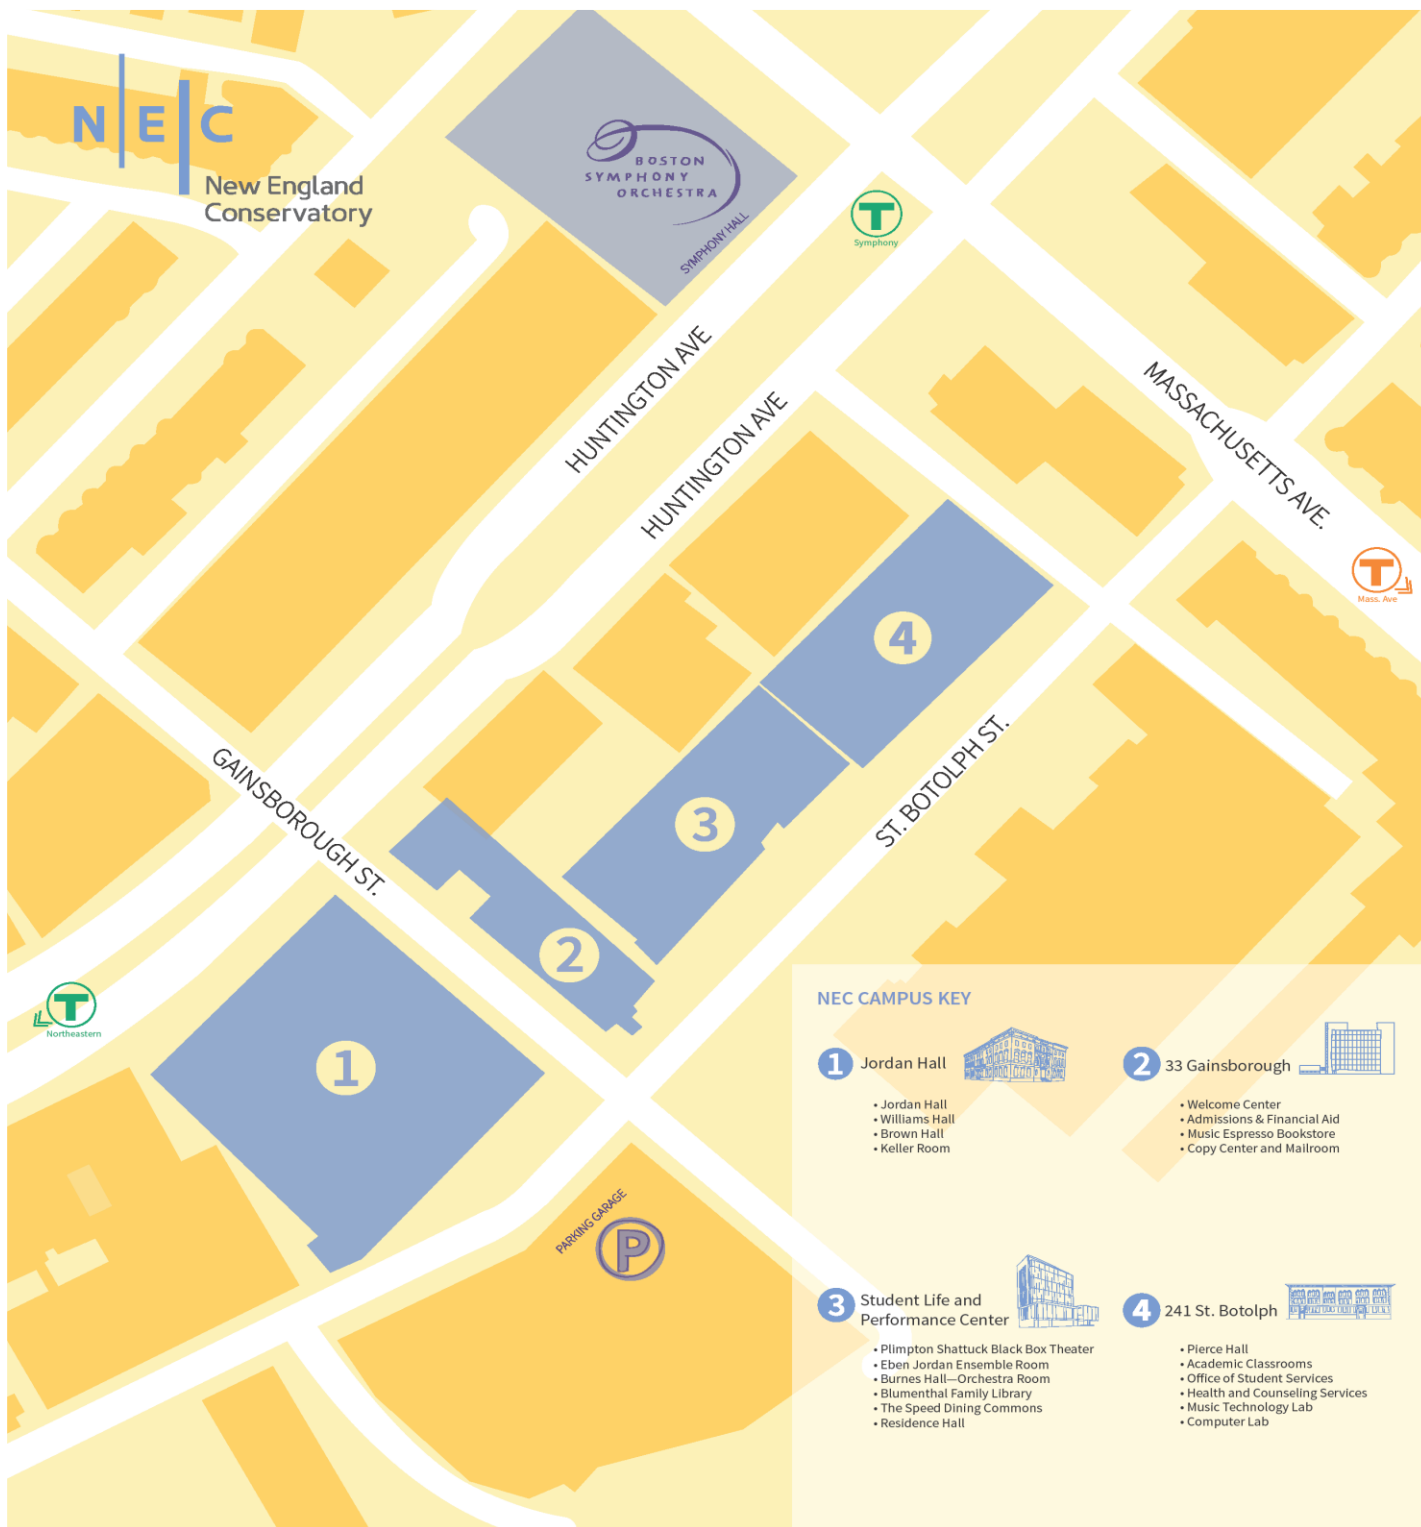 NEC
New England
Conservatory
BOSTON
SYMPHONY
ORCHESTRA
SYMPHONY HALL
T
Symphony
HUNTINGTON AVE
HUNTINGTON AVE
MASSACHUSETTS AVE.
T
Mass. Ave
4
ST. BOTOLPH ST.
GAINSBOROUGH ST.
3
2
T
Northeastern
1
PARKING GARAGE
P
NEC CAMPUS KEY
1 Jordan Hall
• Jordan Hall
• Williams Hall
• Brown Hall
• Keller Room
2 33 Gainsborough
• Welcome Center
• Admissions & Financial Aid
• Music Espresso Bookstore
• Copy Center and Mailroom
3 Student Life and
Performance Center
• Plimpton Shattuck Black Box Theater
• Eben Jordan Ensemble Room
• Burnes Hall—Orchestra Room
• Blumenthal Family Library
• The Speed Dining Commons
• Residence Hall
4 241 St. Botolph
• Pierce Hall
• Academic Classrooms
• Office of Student Services
• Health and Counseling Services
• Music Technology Lab
• Computer Lab